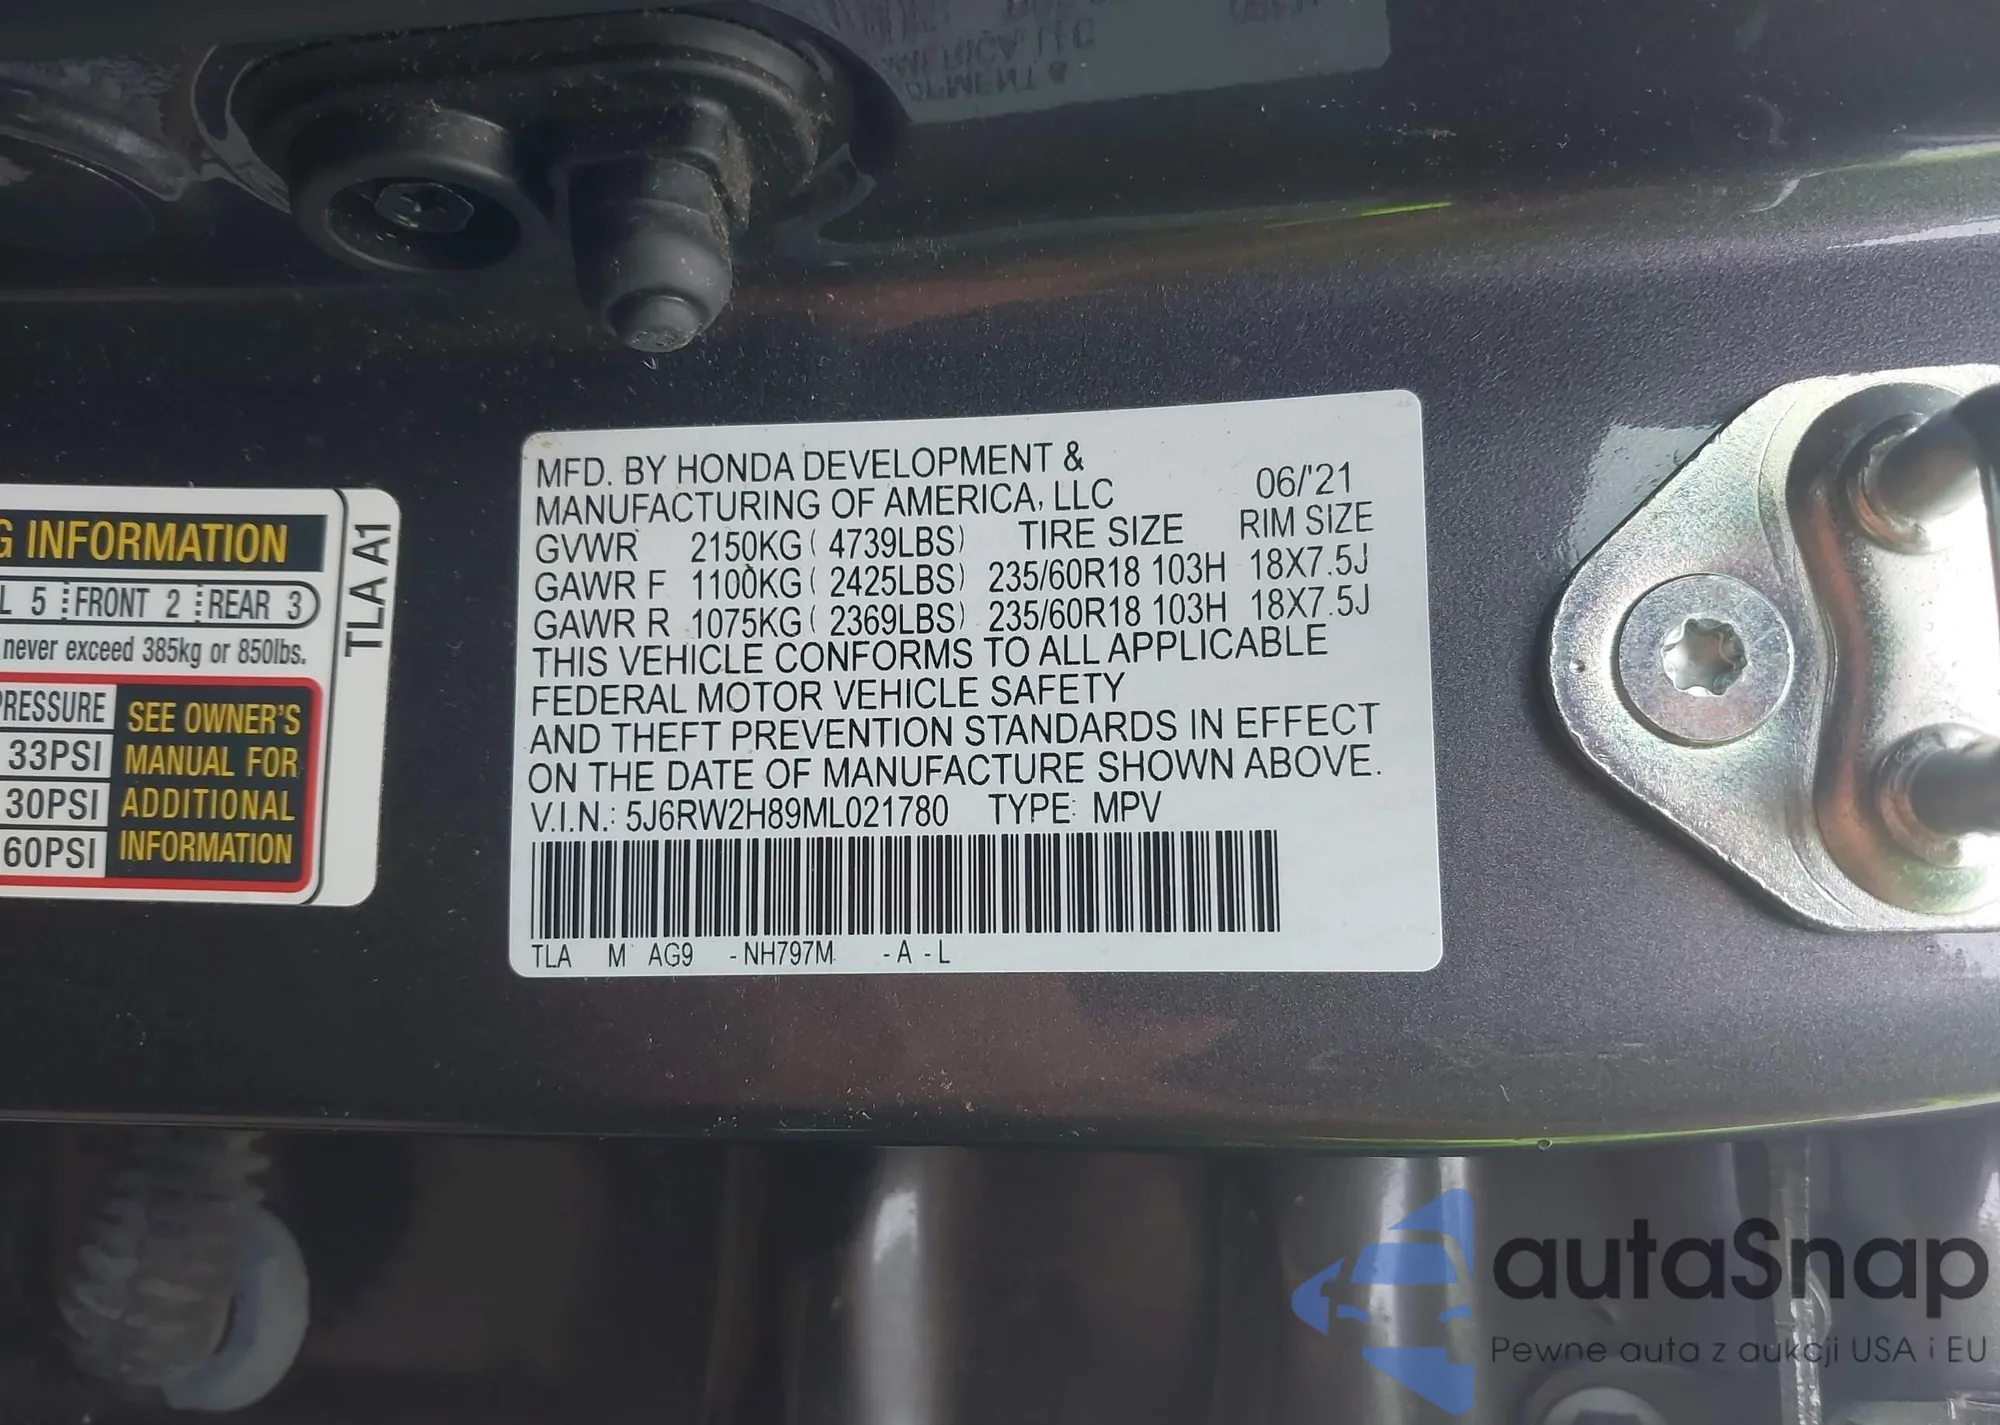 G INFORMATION
L 5 FRONT 2 REAR 3
never exceed 385kg or 850lbs.
PRESSURE
33PSI
30PSI
60PSI
SEE OWNER'S
MANUAL FOR
ADDITIONAL
INFORMATION
TLA A1
MFD. BY HONDA DEVELOPMENT &
MANUFACTURING OF AMERICA, LLC 06/'21
GVWR 2150KG ( 4739LBS) TIRE SIZE RIM SIZE
GAWR F 1100KG ( 2425LBS) 235/60R18 103H 18X7.5J
GAWR R 1075KG ( 2369LBS) 235/60R18 103H 18X7.5J
THIS VEHICLE CONFORMS TO ALL APPLICABLE
FEDERAL MOTOR VEHICLE SAFETY
AND THEFT PREVENTION STANDARDS IN EFFECT
ON THE DATE OF MANUFACTURE SHOWN ABOVE.
V.I.N.: 5J6RW2H89ML021780 TYPE: MPV
TLA M AG9 -NH797M -A -L
autaSnap
Pewne auta z aukcji USA i EU